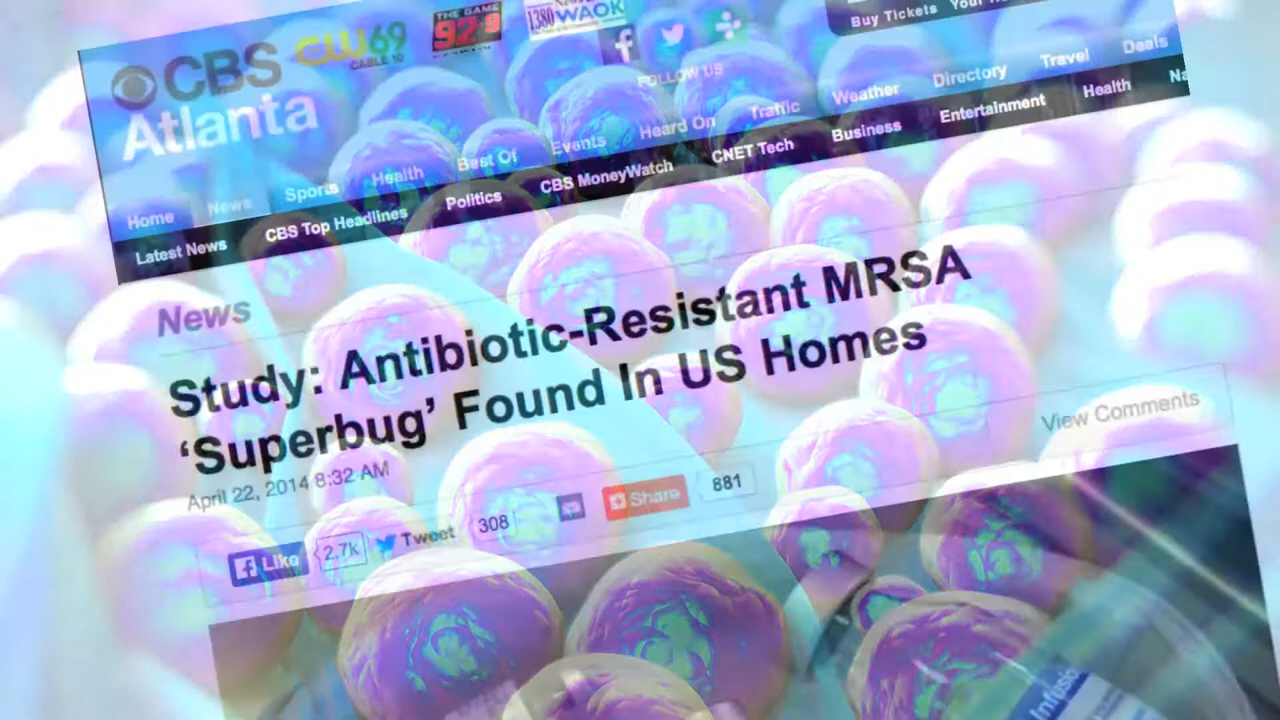 THE GAME
92·9
1380 WAOK
CW69
CABLE 10
CBS
Atlanta
FOLLOW US
Buy Tickets
Home News Sports Health Best Of Events Heard On Traffic Weather Directory Travel Deals
Latest News CBS Top Headlines Politics CBS MoneyWatch CNET Tech Business Entertainment Health
News
Study: Antibiotic-Resistant MRSA
‘Superbug’ Found In US Homes
April 22, 2014 8:32 AM
View Comments
Like 2.7k Tweet 308 Share 881